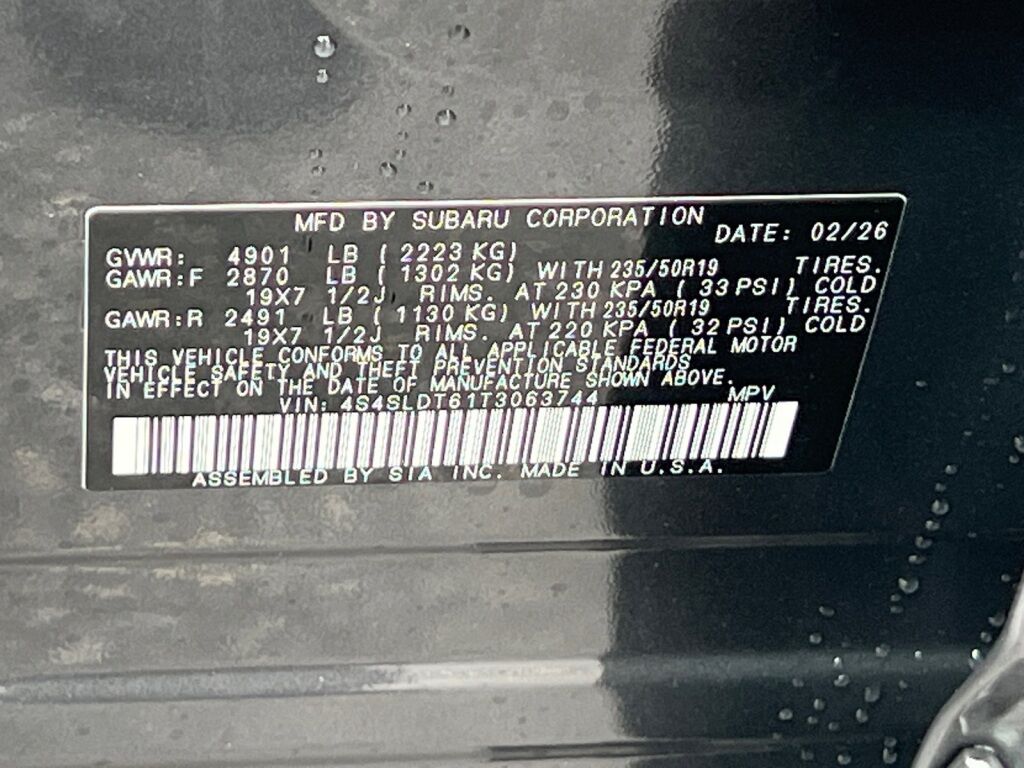 MFD BY SUBARU CORPORATION DATE: 02/26
GVWR: 4901 LB ( 2223 KG)
GAWR:F 2870 LB ( 1302 KG) WITH 235/50R19 TIRES.
19X7 1/2J RIMS. AT 230 KPA ( 33 PSI) COLD
GAWR:R 2491 LB ( 1130 KG) WITH 235/50R19 TIRES.
19X7 1/2J RIMS. AT 220 KPA ( 32 PSI) COLD
THIS VEHICLE CONFORMS TO ALL APPLICABLE FEDERAL MOTOR
VEHICLE SAFETY AND THEFT PREVENTION STANDARDS
IN EFFECT ON THE DATE OF MANUFACTURE SHOWN ABOVE.
VIN: 4S4SLDT61T3063744 MPV
ASSEMBLED BY SIA INC. MADE IN U.S.A.